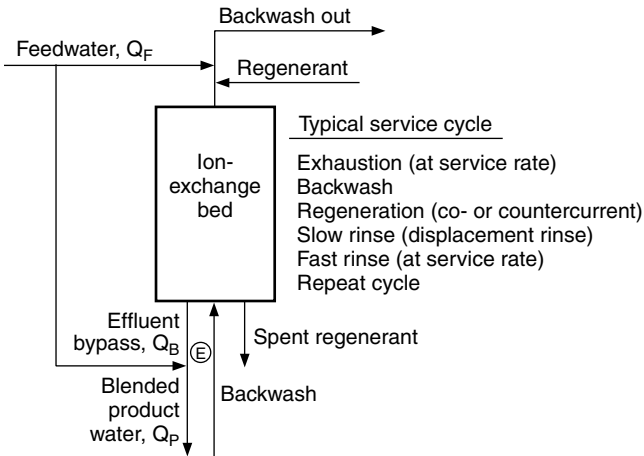 Backwash out
Feedwater, Q_F
Regenerant
Typical service cycle
Ion-
exchange
bed
Exhaustion (at service rate)
Backwash
Regeneration (co- or countercurrent)
Slow rinse (displacement rinse)
Fast rinse (at service rate)
Repeat cycle
Effluent
bypass, Q_B
E
Spent regenerant
Blended
product
water, Q_P
Backwash